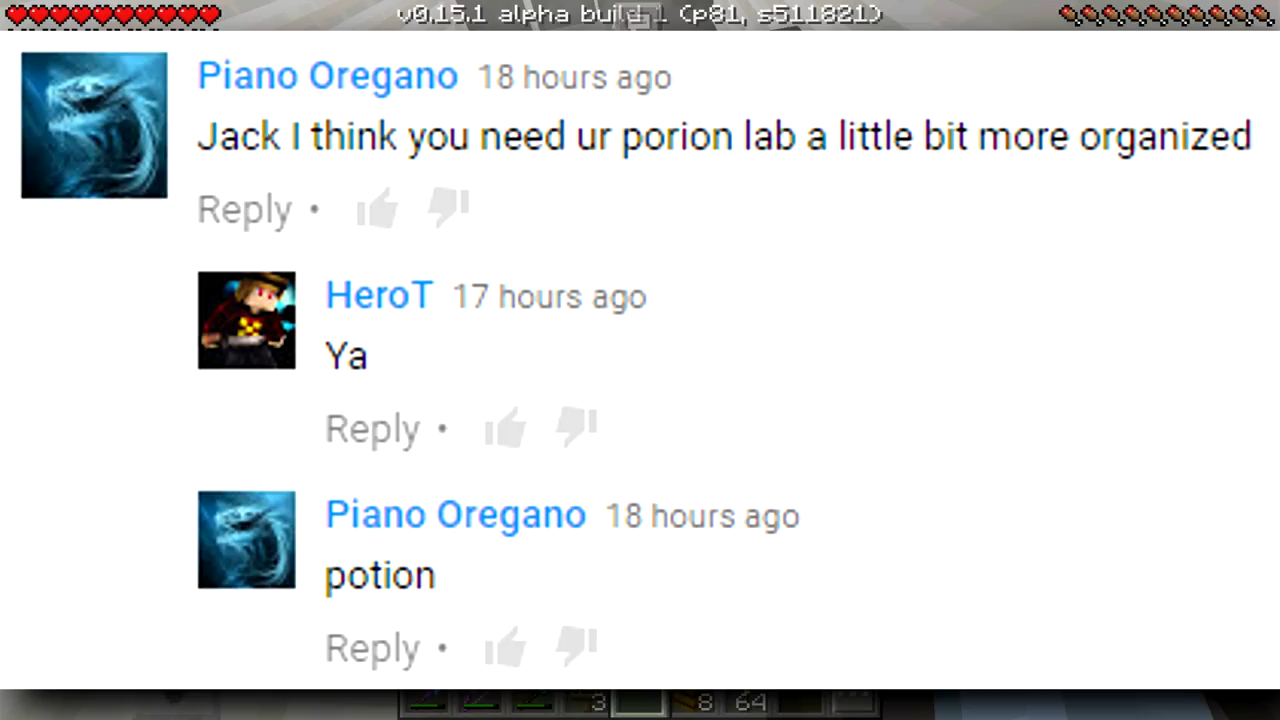 v0.15.1 alpha build 1 (p81, s511821)
Piano Oregano 18 hours ago
Jack I think you need ur porion lab a little bit more organized
Reply •
HeroT 17 hours ago
Ya
Reply •
Piano Oregano 18 hours ago
potion
Reply •
3 8 64